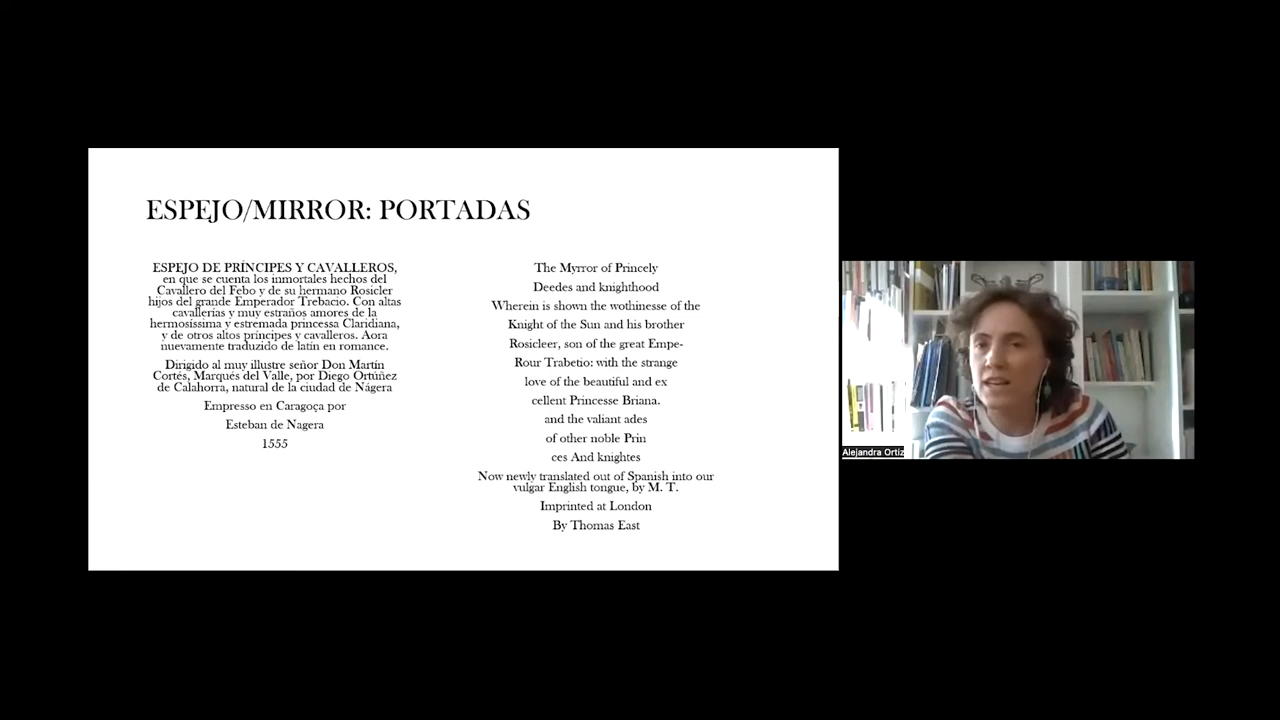 ESPEJO/MIRROR: PORTADAS
ESPEJO DE PRÍNCIPES Y CAVALLEROS,
en que se cuenta los inmortales hechos del
Cavallero del Febo y de su hermano Rosicler
hijos del grande Emperador Trebacio. Con altas
cavallerías y muy estraños amores de la
hermosíssima y estremada princessa Claridiana,
y de otros altos príncipes y cavalleros. Aora
nuevamente traduzido de latín en romance.
Dirigido al muy illustre señor Don Martín
Cortés, Marqués del Valle, por Diego Ortúñez
de Calahorra, natural de la ciudad de Nágera
Empresso en Caragoça por
Esteban de Nagera
1555
The Myrror of Princely
Deedes and knighthood
Wherein is shown the wothinesse of the
Knight of the Sun and his brother
Rosicleer, son of the great Empe-
Rour Trabetio: with the strange
love of the beautiful and ex
cellent Princesse Briana.
and the valiant ades
of other noble Prin
ces And knightes
Now newly translated out of Spanish into our
vulgar English tongue, by M. T.
Imprinted at London
By Thomas East
Alejandra Ortiz